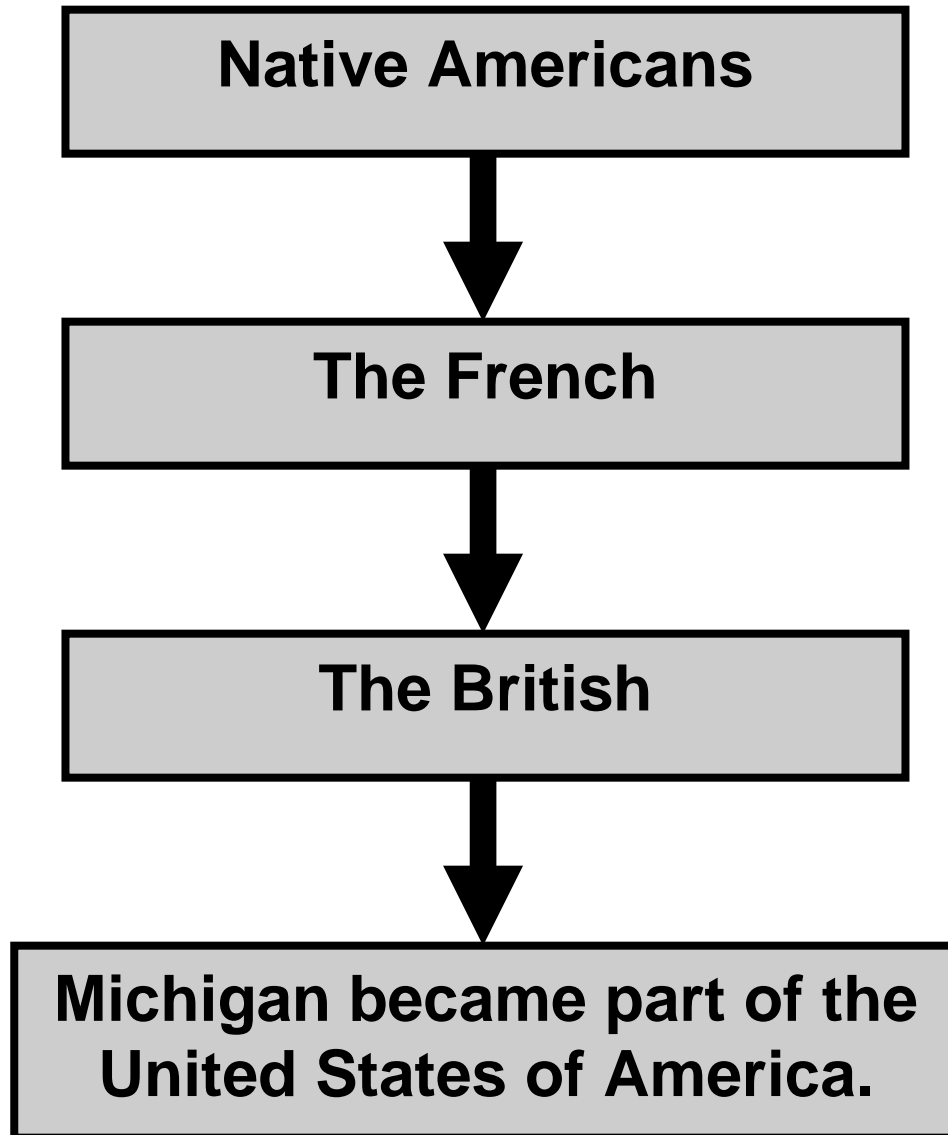 Native Americans
The French
The British
Michigan became part of the
United States of America.